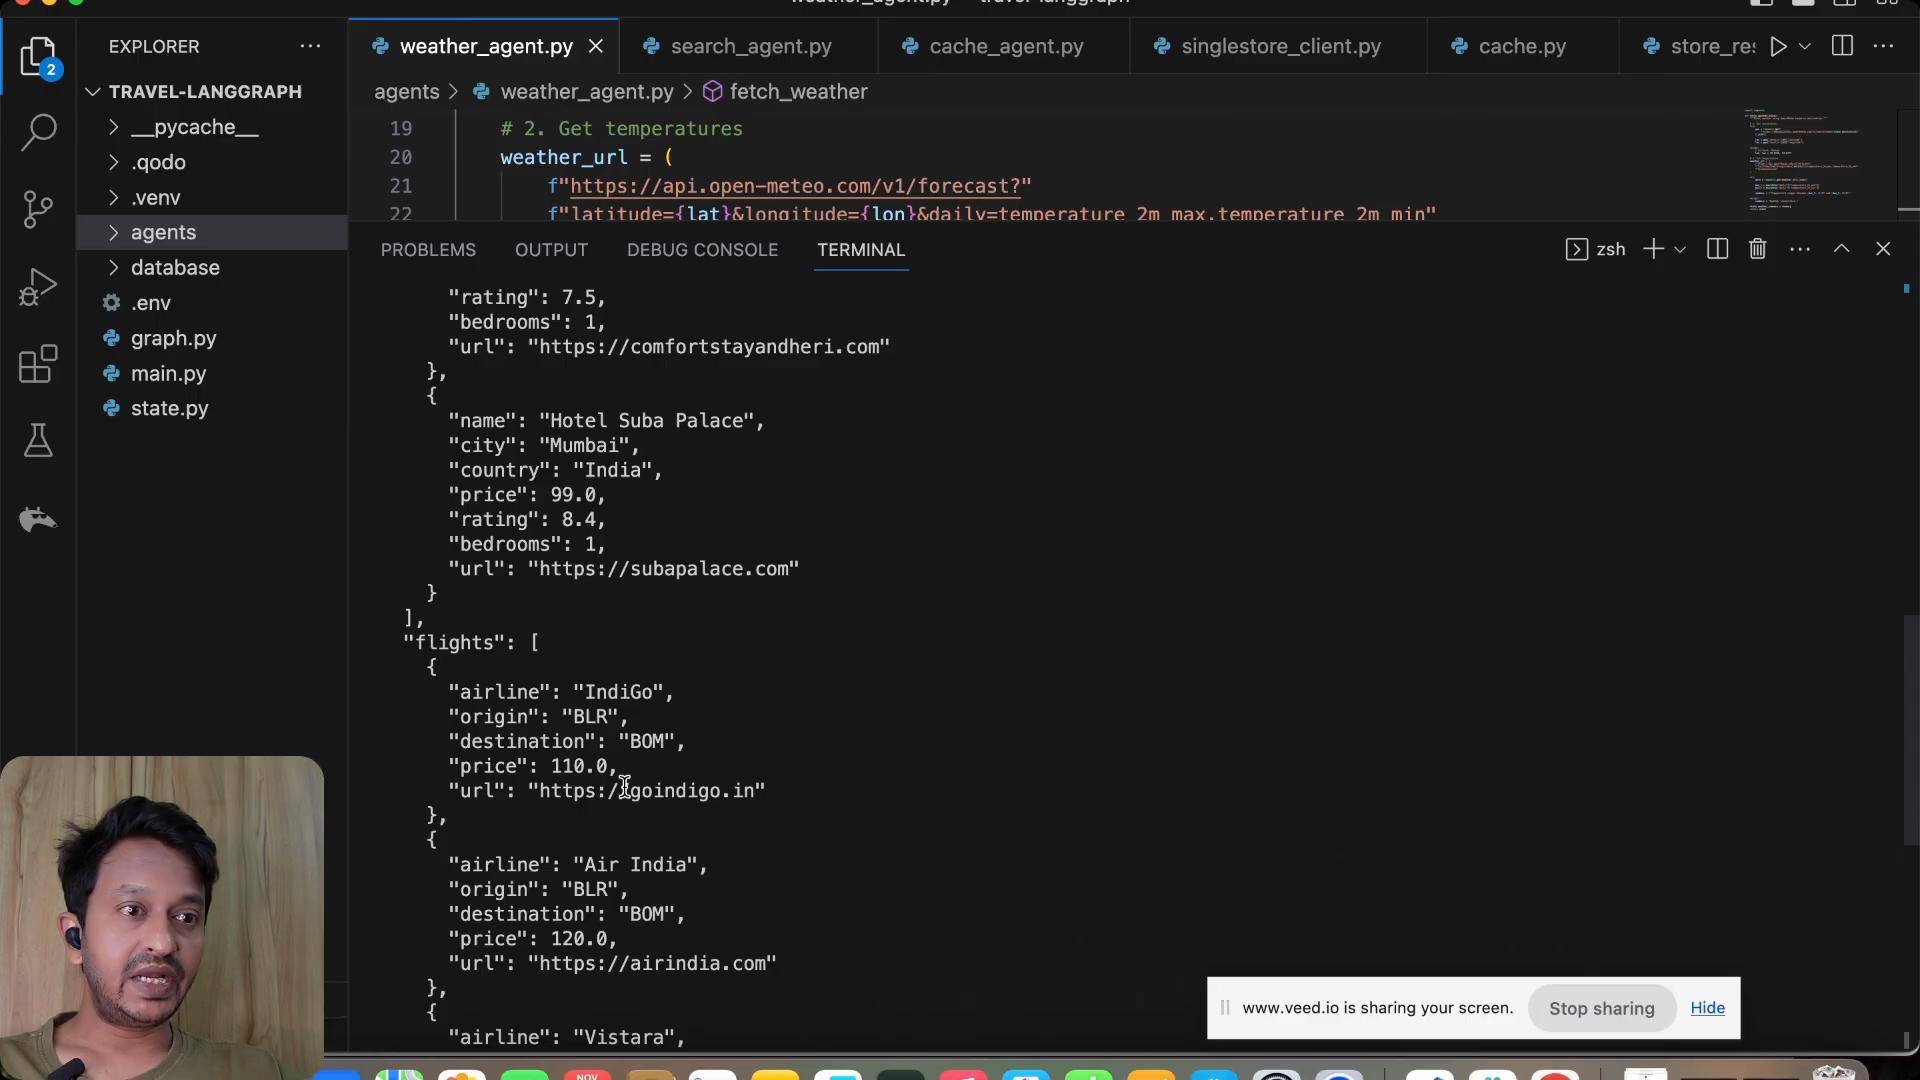 EXPLORER
2
TRAVEL-LANGGRAPH
__pycache__
.qodo
.venv
agents
database
.env
graph.py
main.py
state.py
weather_agent.py
search_agent.py
cache_agent.py
singlestore_client.py
cache.py
agents > weather_agent.py > fetch_weather
19 # 2. Get temperatures
20 weather_url = (
21 f"https://api.open-meteo.com/v1/forecast?"
22 f"latitude={lat}&longitude={lon}&daily=temperature_2m_max,temperature_2m_min"
PROBLEMS OUTPUT DEBUG CONSOLE TERMINAL
zsh
"rating": 7.5,
"bedrooms": 1,
"url": "https://comfortstayandheri.com"
},
{
"name": "Hotel Suba Palace",
"city": "Mumbai",
"country": "India",
"price": 99.0,
"rating": 8.4,
"bedrooms": 1,
"url": "https://subapalace.com"
}
],
"flights": [
{
"airline": "IndiGo",
"origin": "BLR",
"destination": "BOM",
"price": 110.0,
"url": "https://goindigo.in"
},
{
"airline": "Air India",
"origin": "BLR",
"destination": "BOM",
"price": 120.0,
"url": "https://airindia.com"
},
{
"airline": "Vistara",
www.veed.io is sharing your screen.
Stop sharing
Hide
NOV